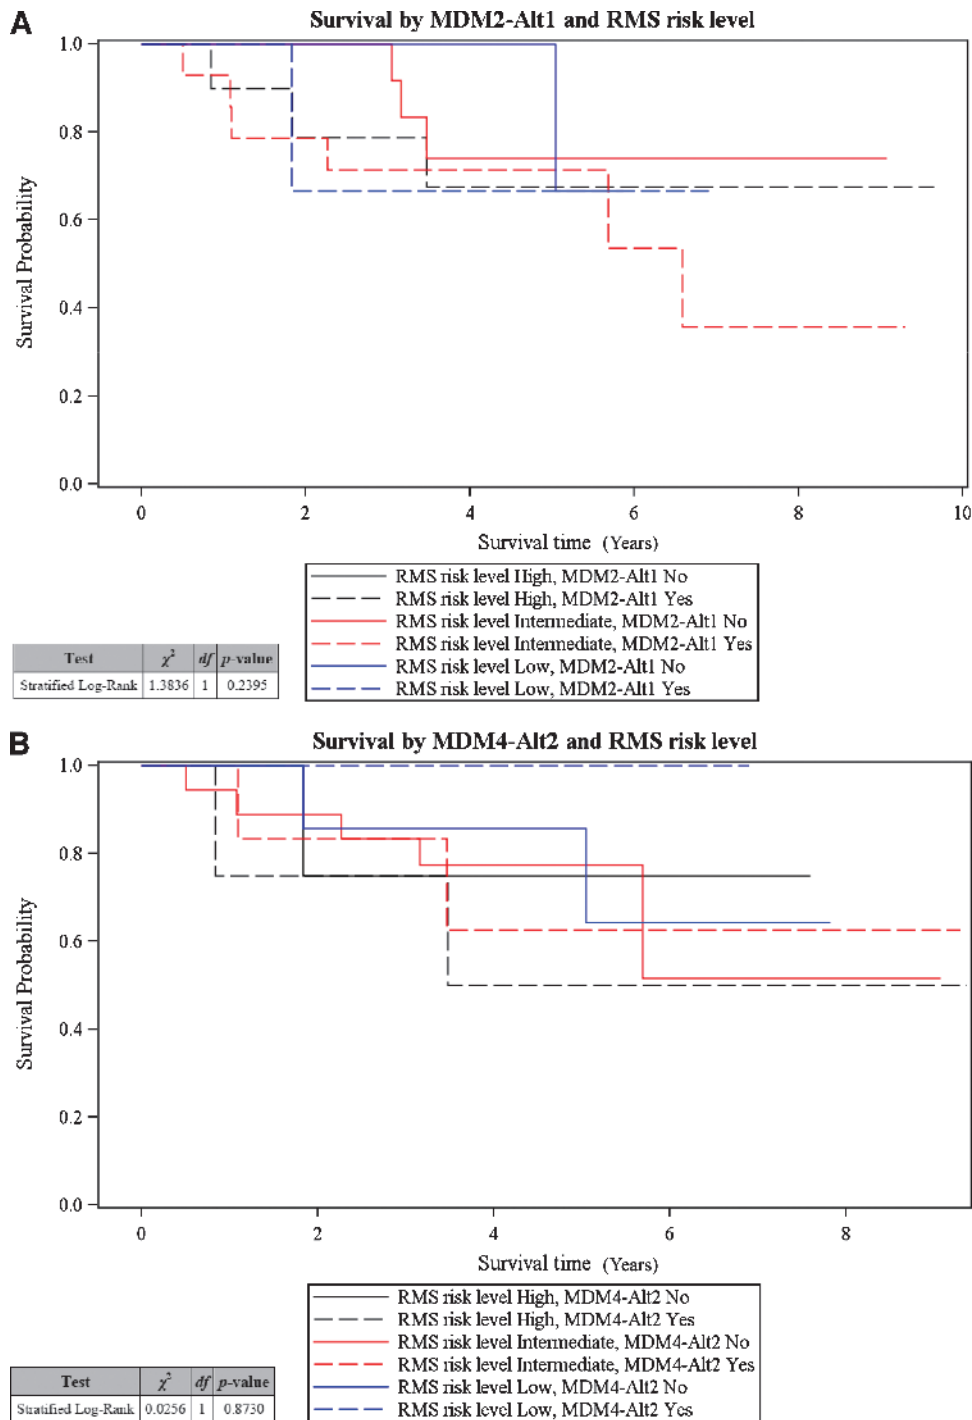 A
Survival by MDM2-Alt1 and RMS risk level
1.0
0.8
0.6
0.4
0.2
0.0
Survival Probability
0 2 4 6 8 10
Survival time (Years)
RMS risk level High, MDM2-Alt1 No
RMS risk level High, MDM2-Alt1 Yes
RMS risk level Intermediate, MDM2-Alt1 No
RMS risk level Intermediate, MDM2-Alt1 Yes
RMS risk level Low, MDM2-Alt1 No
RMS risk level Low, MDM2-Alt1 Yes
Test χ² df p-value
Stratified Log-Rank 1.3836 1 0.2395
B
Survival by MDM4-Alt2 and RMS risk level
1.0
0.8
0.6
0.4
0.2
0.0
Survival Probability
0 2 4 6 8
Survival time (Years)
RMS risk level High, MDM4-Alt2 No
RMS risk level High, MDM4-Alt2 Yes
RMS risk level Intermediate, MDM4-Alt2 No
RMS risk level Intermediate, MDM4-Alt2 Yes
RMS risk level Low, MDM4-Alt2 No
RMS risk level Low, MDM4-Alt2 Yes
Test χ² df p-value
Stratified Log-Rank 0.0256 1 0.8730